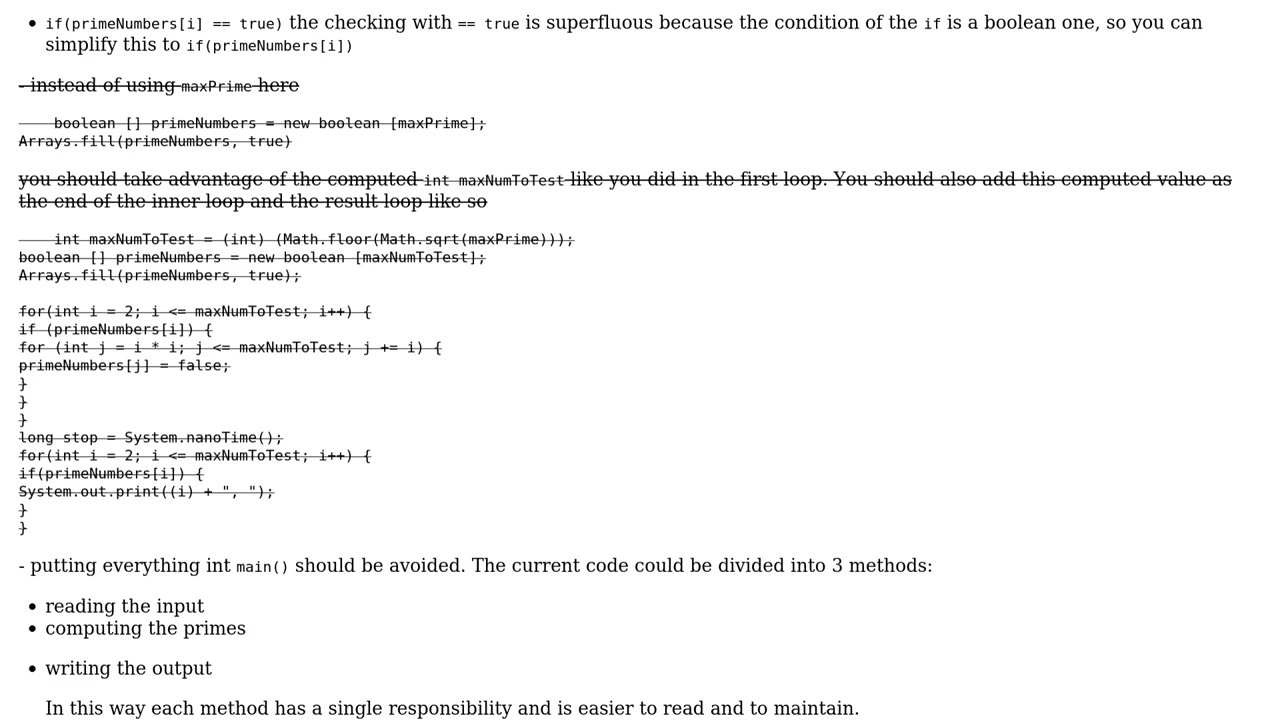 • if(primeNumbers[i] == true) the checking with == true is superfluous because the condition of the if is a boolean one, so you can
simplify this to if(primeNumbers[i])
- instead of using maxPrime here
boolean [] primeNumbers = new boolean [maxPrime];
Arrays.fill(primeNumbers, true)
you should take advantage of the computed int maxNumToTest like you did in the first loop. You should also add this computed value as
the end of the inner loop and the result loop like so
int maxNumToTest = (int) (Math.floor(Math.sqrt(maxPrime)));
boolean [] primeNumbers = new boolean [maxNumToTest];
Arrays.fill(primeNumbers, true);
for(int i = 2; i <= maxNumToTest; i++) {
if (primeNumbers[i]) {
for (int j = i * i; j <= maxNumToTest; j += i) {
primeNumbers[j] = false;
}
}
}
long stop = System.nanoTime();
for(int i = 2; i <= maxNumToTest; i++) {
if(primeNumbers[i]) {
System.out.print((i) + ", ");
}
}
- putting everything int main() should be avoided. The current code could be divided into 3 methods:
• reading the input
• computing the primes
• writing the output
In this way each method has a single responsibility and is easier to read and to maintain.